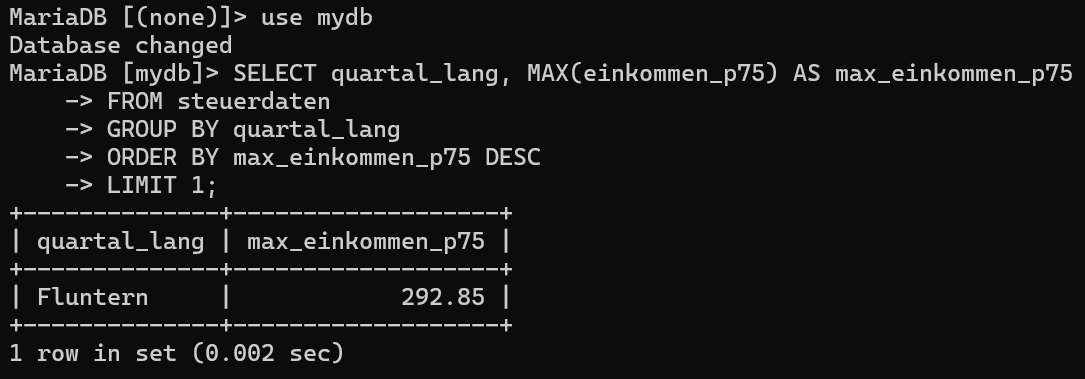 MariaDB [(none)]> use mydb
Database changed
MariaDB [mydb]> SELECT quartal_lang, MAX(einkommen_p75) AS max_einkommen_p75
    -> FROM steuerdaten
    -> GROUP BY quartal_lang
    -> ORDER BY max_einkommen_p75 DESC
    -> LIMIT 1;
+--------------+-------------------+
| quartal_lang | max_einkommen_p75 |
+--------------+-------------------+
| Fluntern     |            292.85 |
+--------------+-------------------+
1 row in set (0.002 sec)